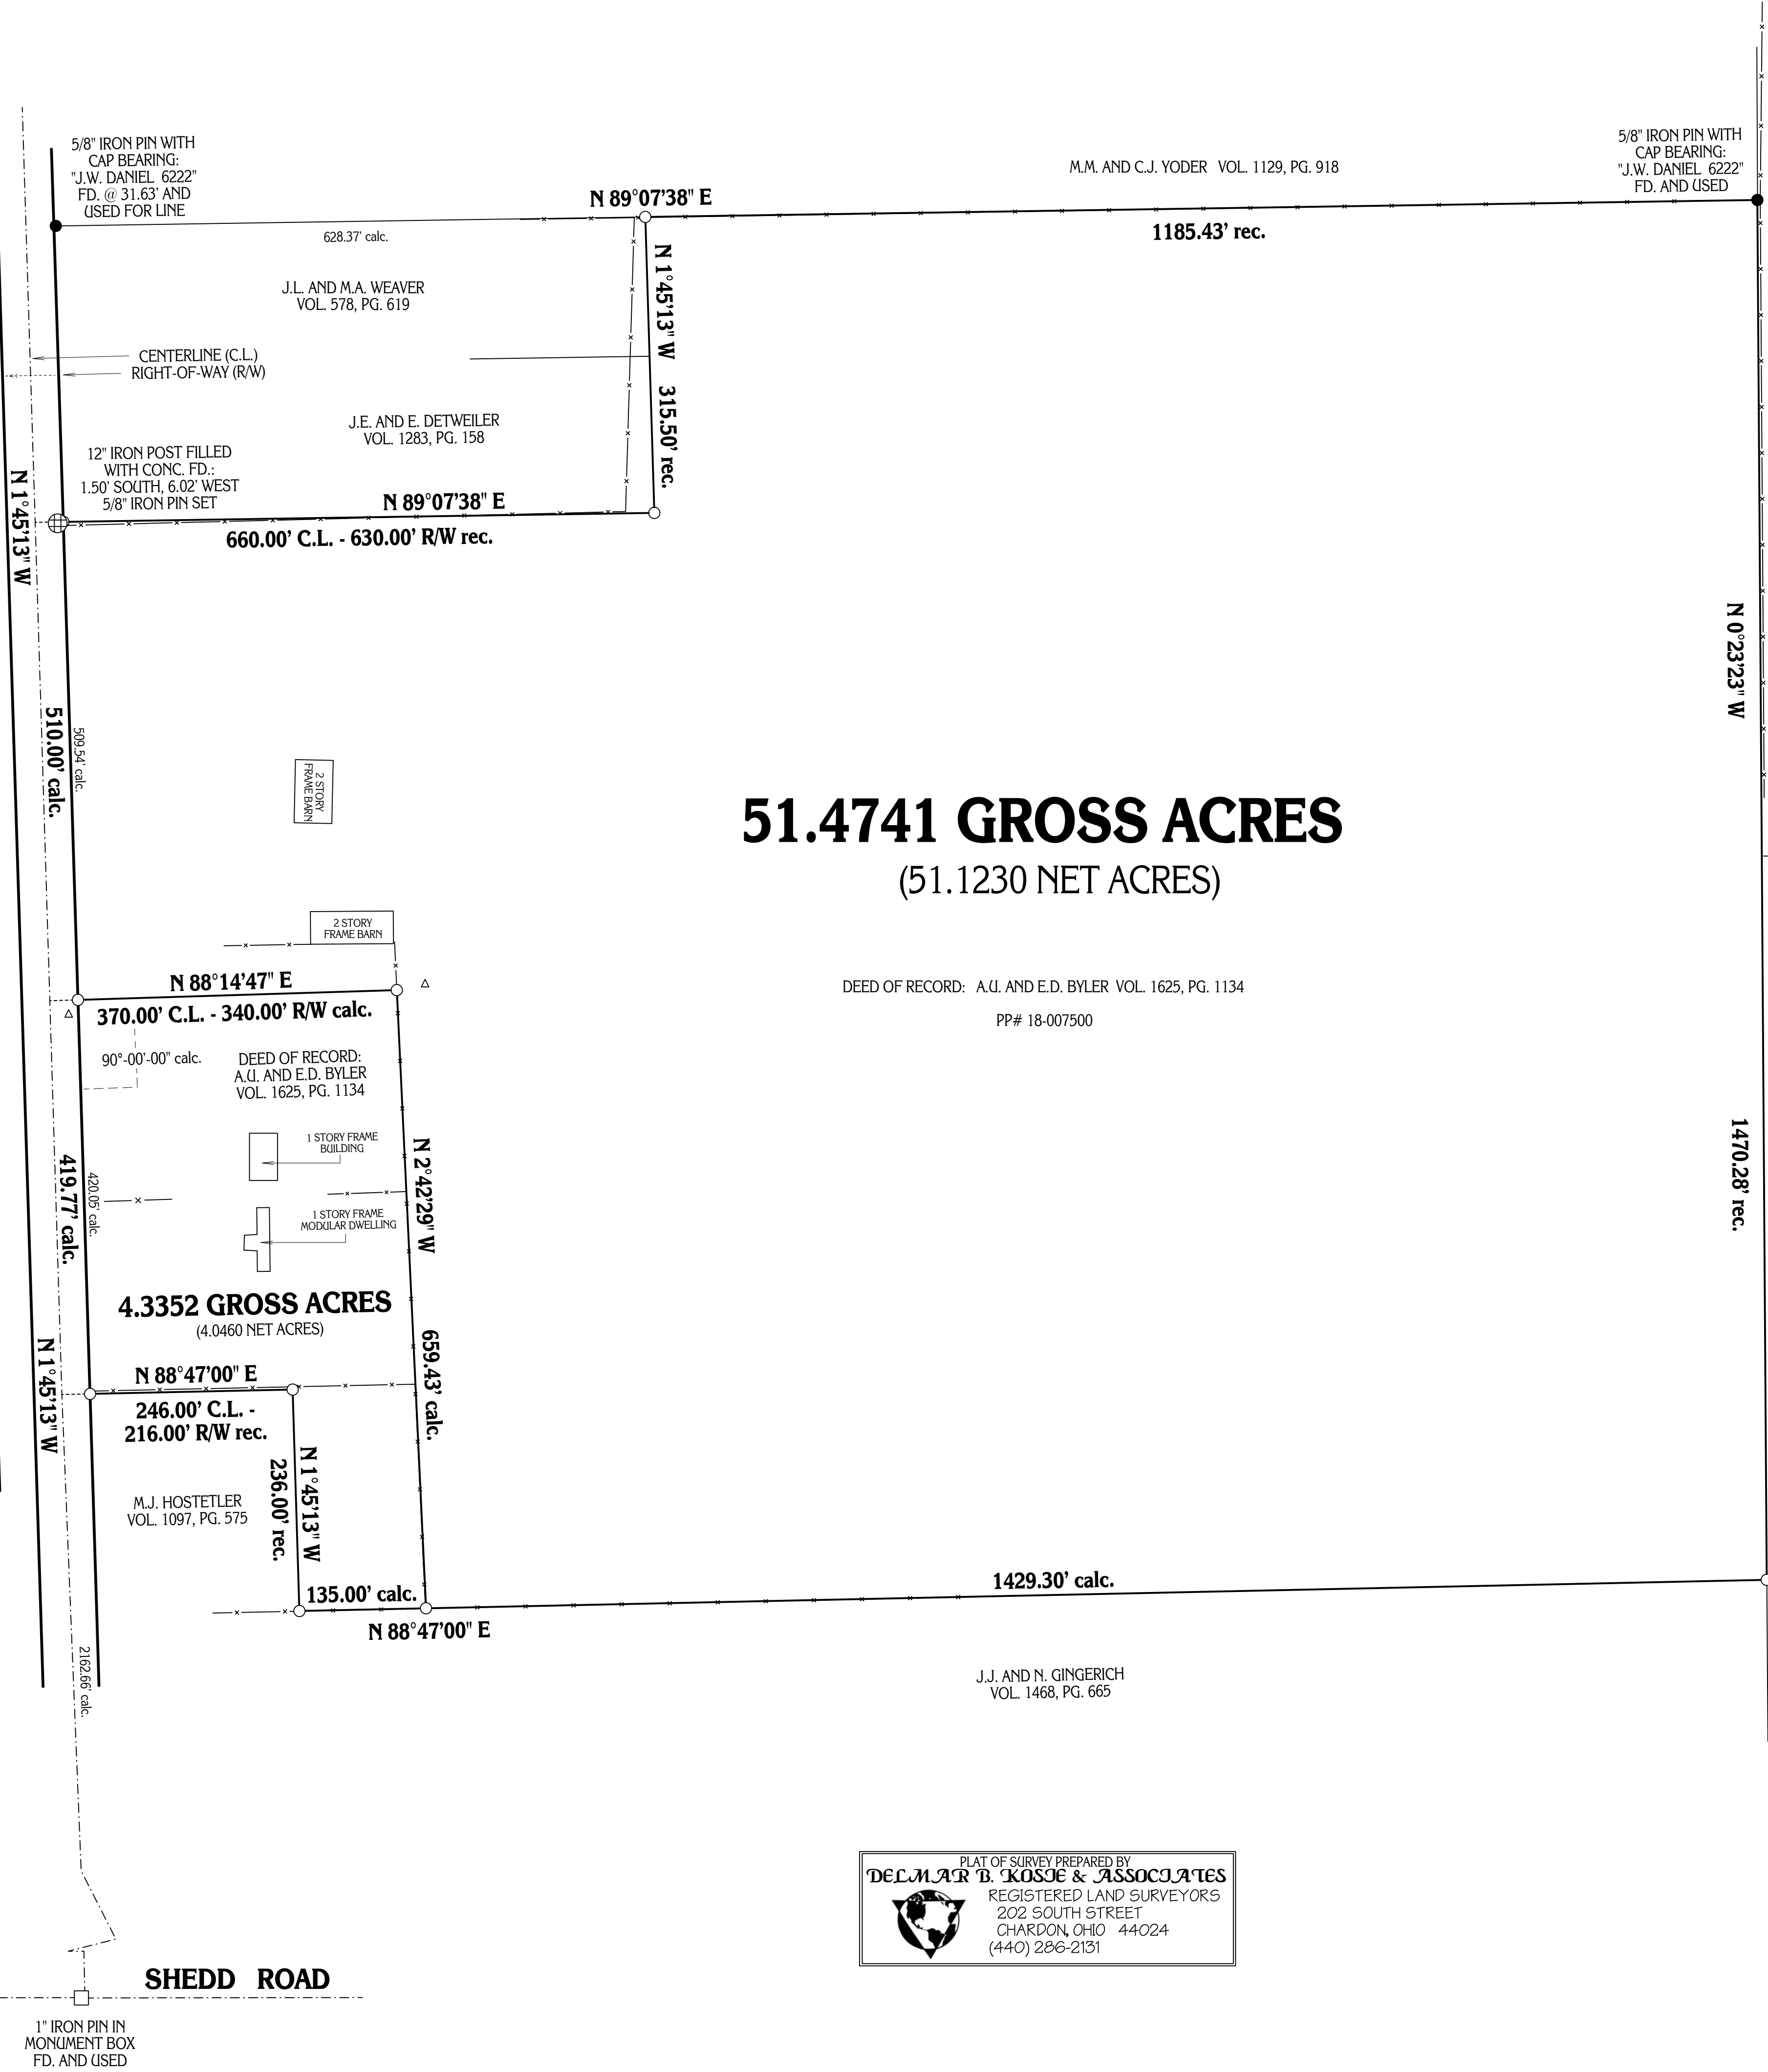 5/8" IRON PIN WITH
CAP BEARING:
"J.W. DANIEL 6222"
FD. @ 31.63' AND
USED FOR LINE
N 89°07'38" E
M.M. AND C.J. YODER VOL. 1129, PG. 918
5/8" IRON PIN WITH
CAP BEARING:
"J.W. DANIEL 6222"
FD. AND USED
628.37' calc.
1185.43' rec.
J.L. AND M.A. WEAVER
VOL. 578, PG. 619
N 1°45'13" W
315.50' rec.
CENTERLINE (C.L.)
RIGHT-OF-WAY (R/W)
J.E. AND E. DETWEILER
VOL. 1283, PG. 158
12" IRON POST FILLED
WITH CONC. FD.:
1.50' SOUTH, 6.02' WEST
5/8" IRON PIN SET
N 89°07'38" E
660.00' C.L. - 630.00' R/W rec.
N 1°45'13" W
N 0°23'23" W
510.00' calc.
509.54' calc.
2 STORY
FRAME BARN
51.4741 GROSS ACRES
(51.1230 NET ACRES)
2 STORY
FRAME BARN
N 88°14'47" E
370.00' C.L. - 340.00' R/W calc.
DEED OF RECORD: A.U. AND E.D. BYLER VOL. 1625, PG. 1134
PP# 18-007500
90°-00'-00" calc.
DEED OF RECORD:
A.U. AND E.D. BYLER
VOL. 1625, PG. 1134
1 STORY FRAME
BUILDING
N 2°42'29" W
1470.28' rec.
419.77' calc.
420.05' calc.
1 STORY FRAME
MODULAR DWELLING
4.3352 GROSS ACRES
(4.0460 NET ACRES)
659.43' calc.
N 1°45'13" W
N 88°47'00" E
246.00' C.L. -
216.00' R/W rec.
236.00' rec.
N 1°45'13" W
M.J. HOSTETLER
VOL. 1097, PG. 575
135.00' calc.
1429.30' calc.
N 88°47'00" E
2162.66' calc.
J.J. AND N. GINGERICH
VOL. 1468, PG. 665
PLAT OF SURVEY PREPARED BY
DELMAR B. KOSIE & ASSOCIATES
REGISTERED LAND SURVEYORS
202 SOUTH STREET
CHARDON, OHIO 44024
(440) 286-2131
SHEDD ROAD
1" IRON PIN IN
MONUMENT BOX
FD. AND USED